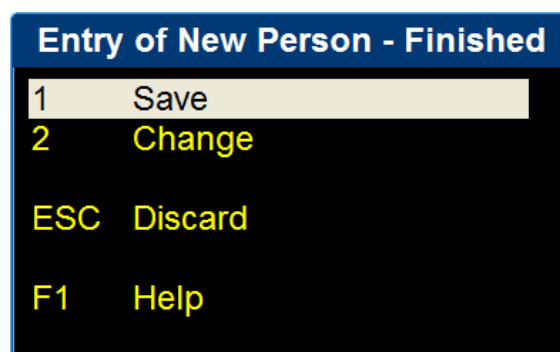 Entry of New Person - Finished
1 Save
2 Change
ESC Discard
F1 Help